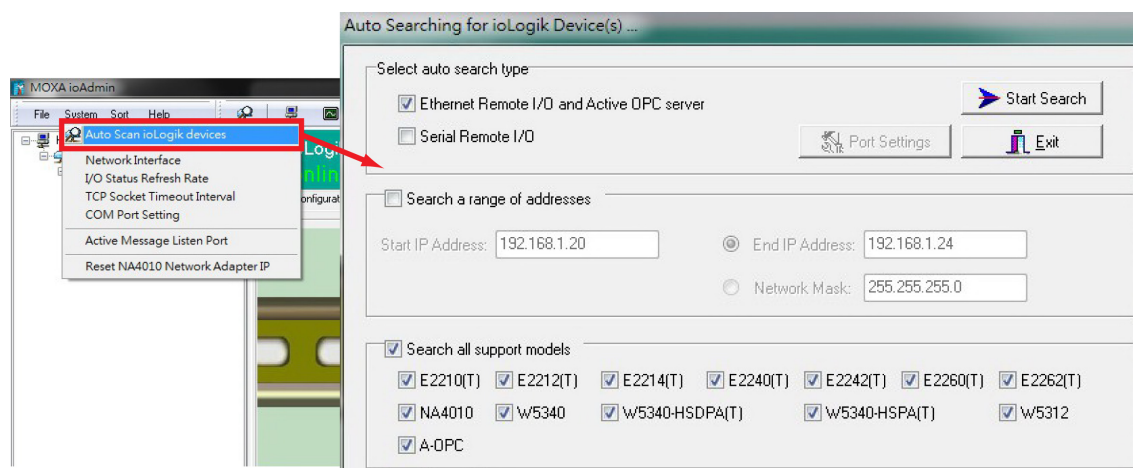 MOXA ioAdmin
File System Sort Help
Auto Scan ioLogik devices
Network Interface
I/O Status Refresh Rate
TCP Socket Timeout Interval
COM Port Setting
Active Message Listen Port
Reset NA4010 Network Adapter IP
Auto Searching for ioLogik Device(s) ...
Select auto search type
Ethernet Remote I/O and Active OPC server
Start Search
Serial Remote I/O
Port Settings
Exit
Search a range of addresses
Start IP Address: 192.168.1.20
End IP Address: 192.168.1.24
Network Mask: 255.255.255.0
Search all support models
E2210(T) E2212(T) E2214(T) E2240(T) E2242(T) E2260(T) E2262(T)
NA4010 W5340 W5340-HSDPA(T) W5340-HSPA(T) W5312
A-OPC